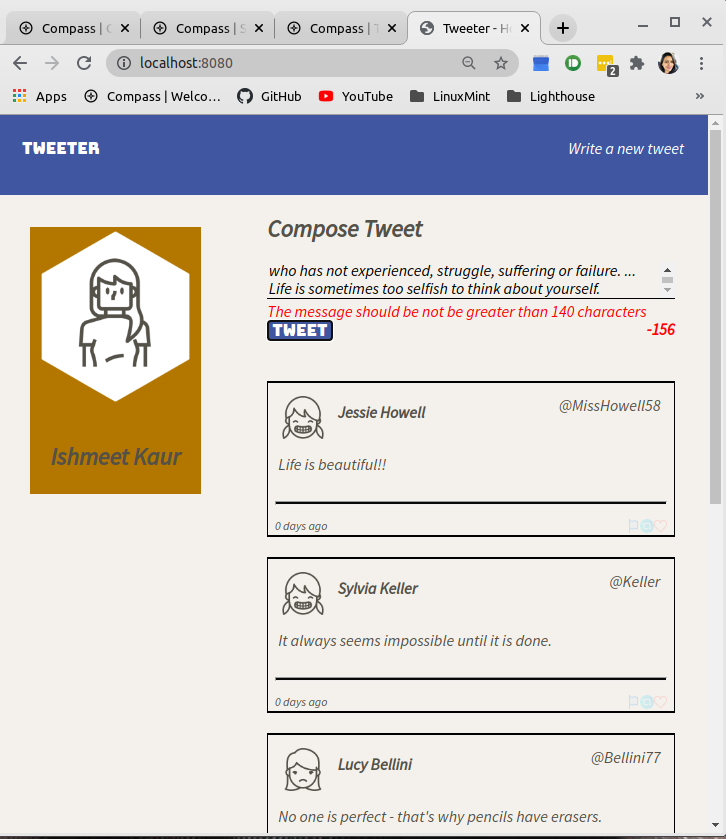 Compass | C
Compass | S
Compass | T
Tweeter - Ho
localhost:8080
2
Apps
Compass | Welco...
GitHub
YouTube
LinuxMint
Lighthouse
»
TWEETER
Write a new tweet
Compose Tweet
who has not experienced, struggle, suffering or failure. ...
Life is sometimes too selfish to think about yourself.
The message should be not be greater than 140 characters
TWEET
-156
Ishmeet Kaur
Jessie Howell
@MissHowell58
Life is beautiful!!
0 days ago
Sylvia Keller
@Keller
It always seems impossible until it is done.
0 days ago
Lucy Bellini
@Bellini77
No one is perfect - that's why pencils have erasers.